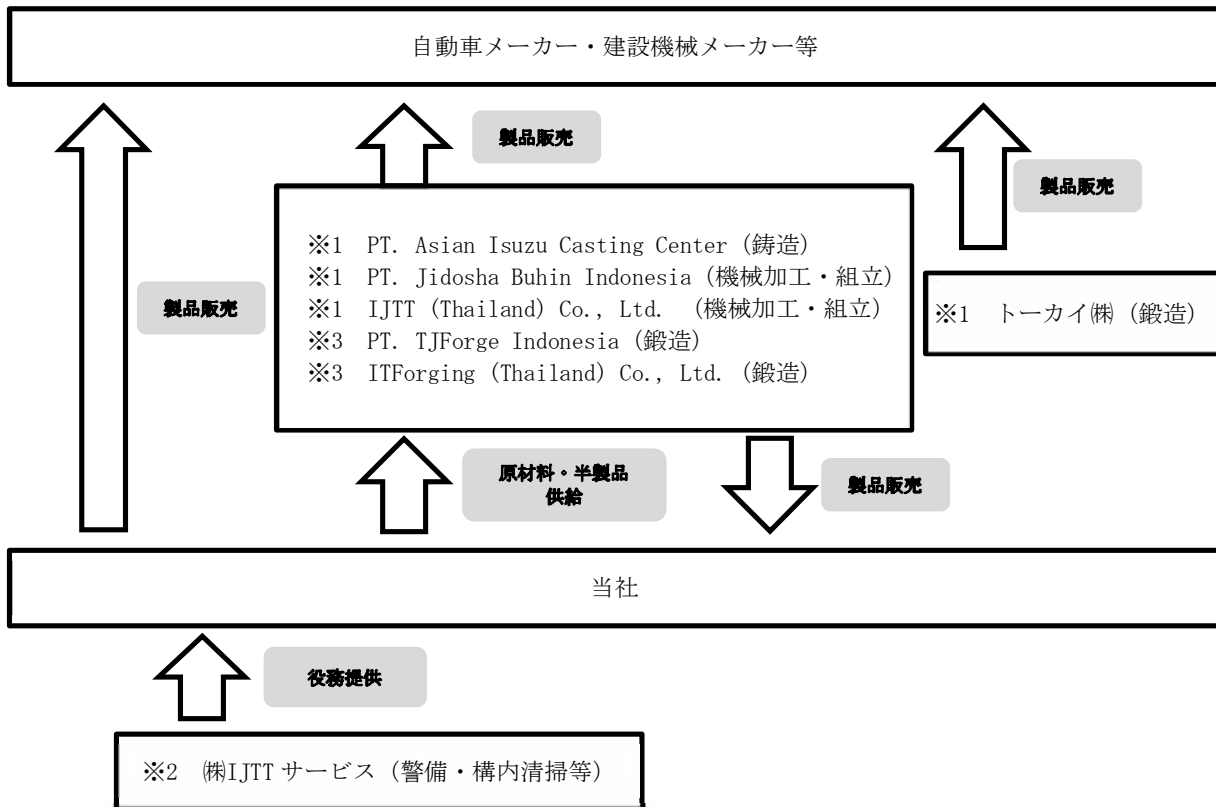 自動車メーカー・建設機械メーカー等
製品販売
製品販売
製品販売
※1 PT. Asian Isuzu Casting Center（鋳造）
※1 PT. Jidosha Buhin Indonesia（機械加工・組立）
※1 IJTT (Thailand) Co., Ltd. （機械加工・組立）
※3 PT. TJForge Indonesia（鍛造）
※3 ITForging (Thailand) Co., Ltd.（鍛造）
※1 トーカイ㈱（鍛造）
原材料・半製品
供給
製品販売
当社
役務提供
※2 ㈱IJTTサービス（警備・構内清掃等）